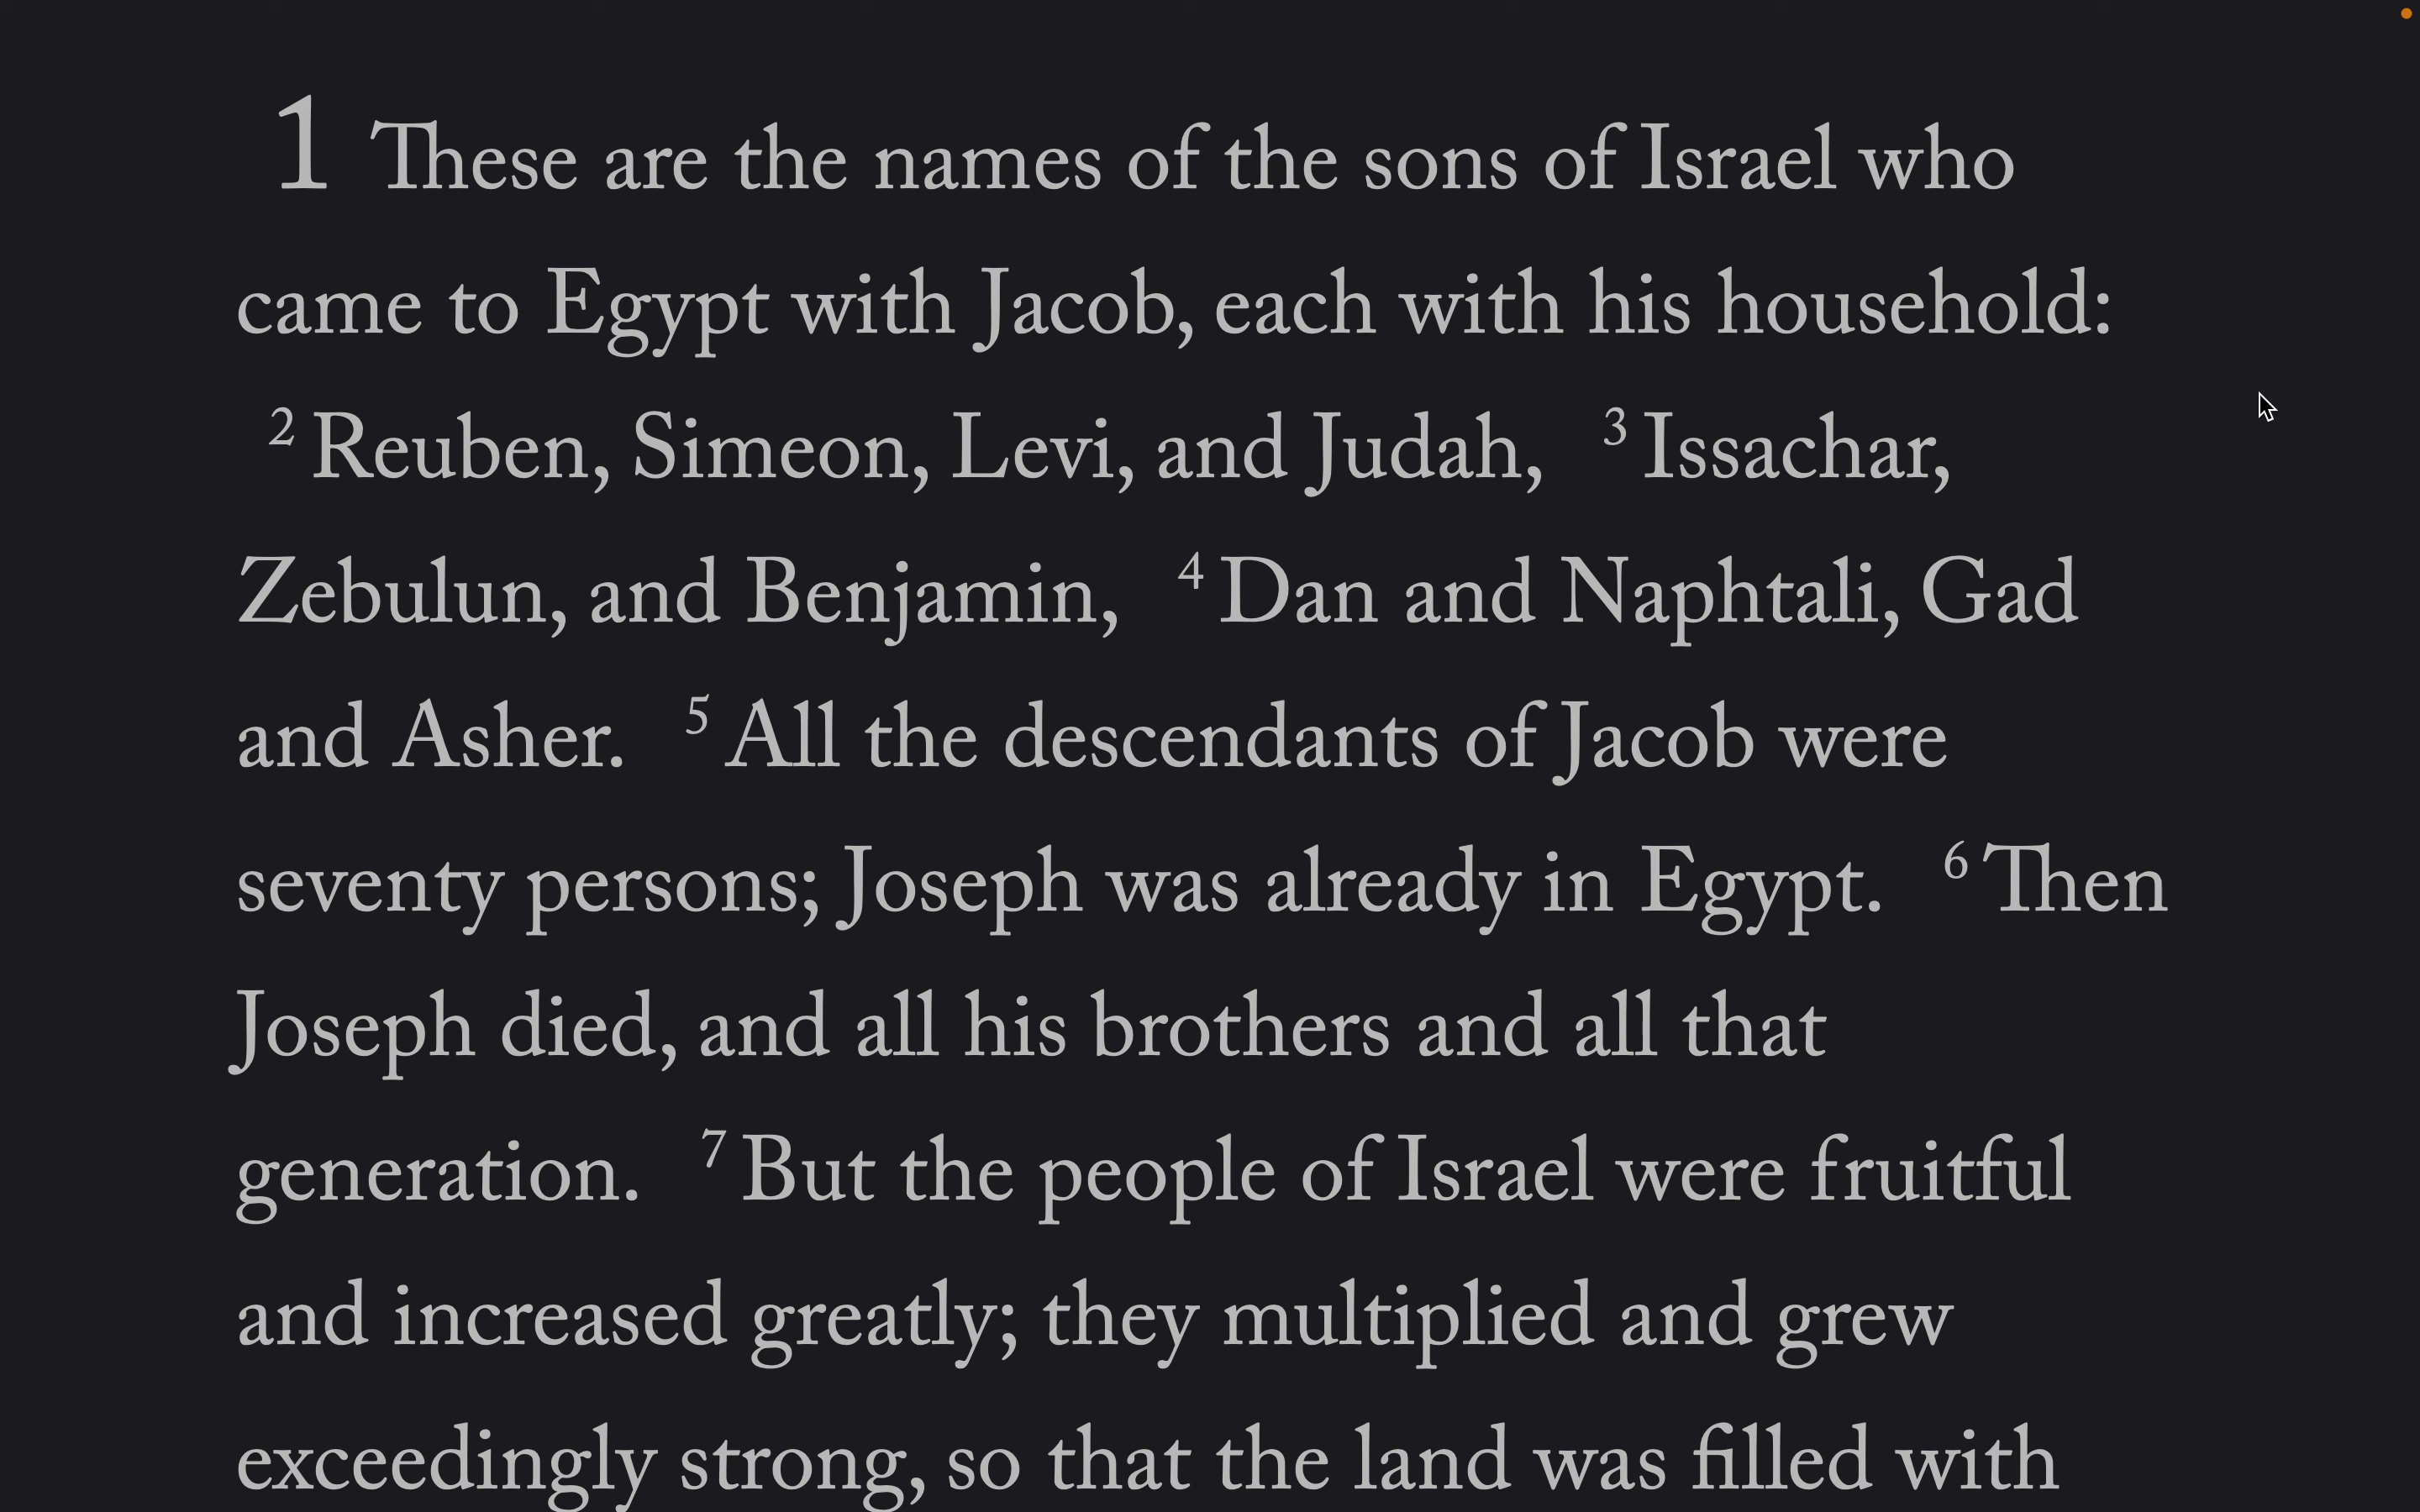 1 These are the names of the sons of Israel who
came to Egypt with Jacob, each with his household:
2 Reuben, Simeon, Levi, and Judah, 3 Issachar,
Zebulun, and Benjamin, 4 Dan and Naphtali, Gad
and Asher. 5 All the descendants of Jacob were
seventy persons; Joseph was already in Egypt. 6 Then
Joseph died, and all his brothers and all that
generation. 7 But the people of Israel were fruitful
and increased greatly; they multiplied and grew
exceedingly strong, so that the land was filled with